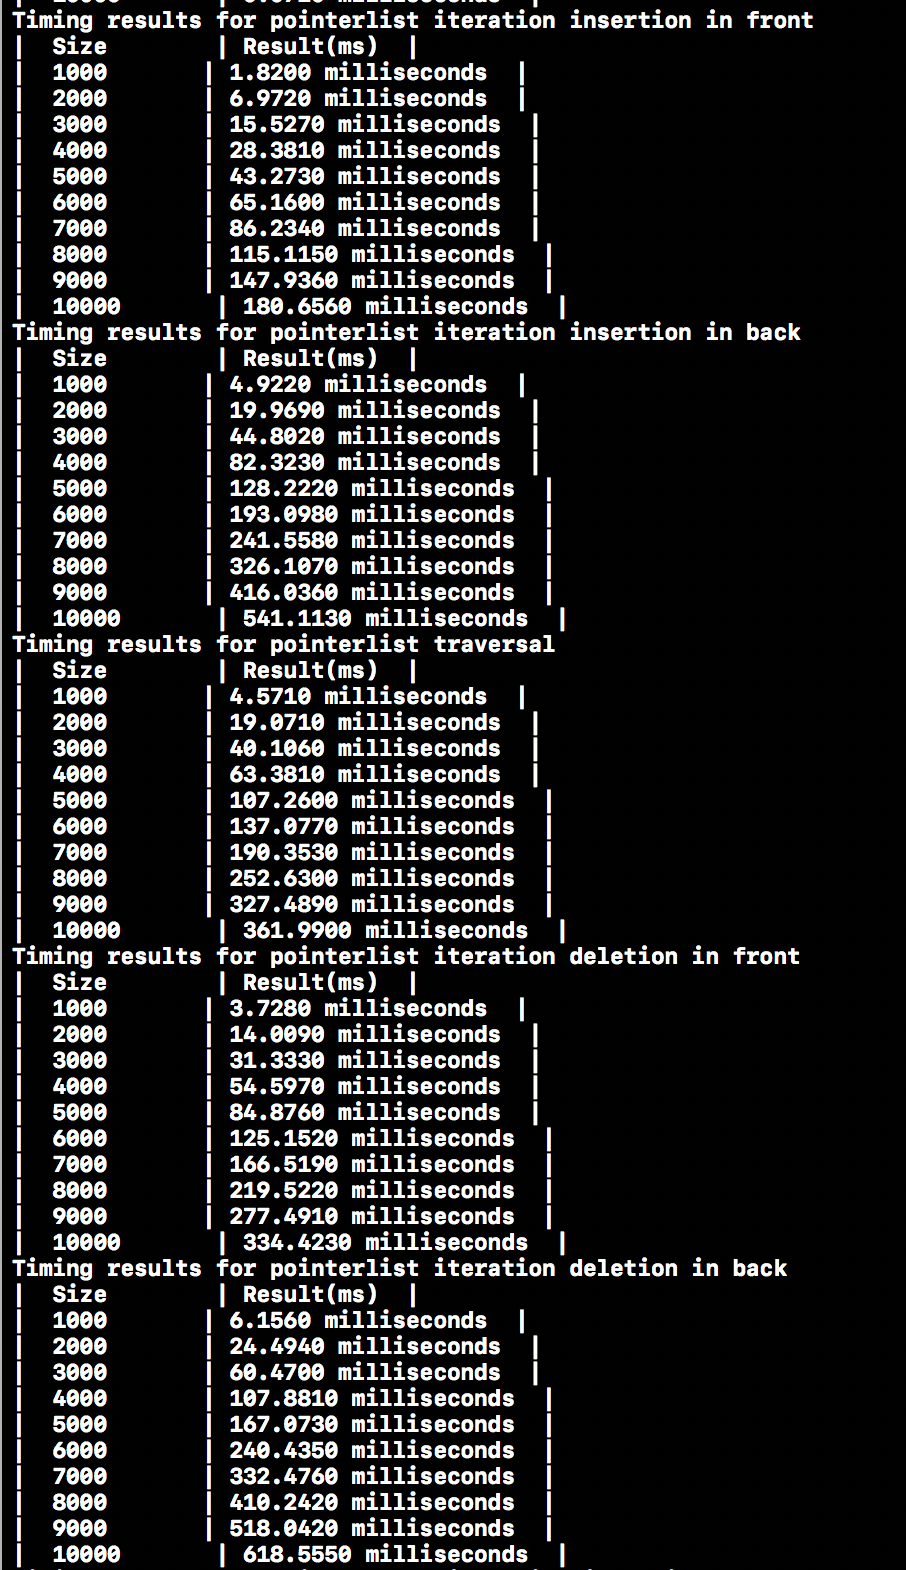 Timing results for pointerlist iteration insertion in front
|  Size        | Result(ms)  |
|  1000       | 1.8200 milliseconds  |
|  2000       | 6.9720 milliseconds  |
|  3000       | 15.5270 milliseconds  |
|  4000       | 28.3810 milliseconds  |
|  5000       | 43.2730 milliseconds  |
|  6000       | 65.1600 milliseconds  |
|  7000       | 86.2340 milliseconds  |
|  8000       | 115.1150 milliseconds  |
|  9000       | 147.9360 milliseconds  |
|  10000       | 180.6560 milliseconds  |
Timing results for pointerlist iteration insertion in back
|  Size        | Result(ms)  |
|  1000       | 4.9220 milliseconds  |
|  2000       | 19.9690 milliseconds  |
|  3000       | 44.8020 milliseconds  |
|  4000       | 82.3230 milliseconds  |
|  5000       | 128.2220 milliseconds  |
|  6000       | 193.0980 milliseconds  |
|  7000       | 241.5580 milliseconds  |
|  8000       | 326.1070 milliseconds  |
|  9000       | 416.0360 milliseconds  |
|  10000       | 541.1130 milliseconds  |
Timing results for pointerlist traversal
|  Size        | Result(ms)  |
|  1000       | 4.5710 milliseconds  |
|  2000       | 19.0710 milliseconds  |
|  3000       | 40.1060 milliseconds  |
|  4000       | 63.3810 milliseconds  |
|  5000       | 107.2600 milliseconds  |
|  6000       | 137.0770 milliseconds  |
|  7000       | 190.3530 milliseconds  |
|  8000       | 252.6300 milliseconds  |
|  9000       | 327.4890 milliseconds  |
|  10000       | 361.9900 milliseconds  |
Timing results for pointerlist iteration deletion in front
|  Size        | Result(ms)  |
|  1000       | 3.7280 milliseconds  |
|  2000       | 14.0090 milliseconds  |
|  3000       | 31.3330 milliseconds  |
|  4000       | 54.5970 milliseconds  |
|  5000       | 84.8760 milliseconds  |
|  6000       | 125.1520 milliseconds  |
|  7000       | 166.5190 milliseconds  |
|  8000       | 219.5220 milliseconds  |
|  9000       | 277.4910 milliseconds  |
|  10000       | 334.4230 milliseconds  |
Timing results for pointerlist iteration deletion in back
|  Size        | Result(ms)  |
|  1000       | 6.1560 milliseconds  |
|  2000       | 24.4940 milliseconds  |
|  3000       | 60.4700 milliseconds  |
|  4000       | 107.8810 milliseconds  |
|  5000       | 167.0730 milliseconds  |
|  6000       | 240.4350 milliseconds  |
|  7000       | 332.4760 milliseconds  |
|  8000       | 410.2420 milliseconds  |
|  9000       | 518.0420 milliseconds  |
|  10000       | 618.5550 milliseconds  |